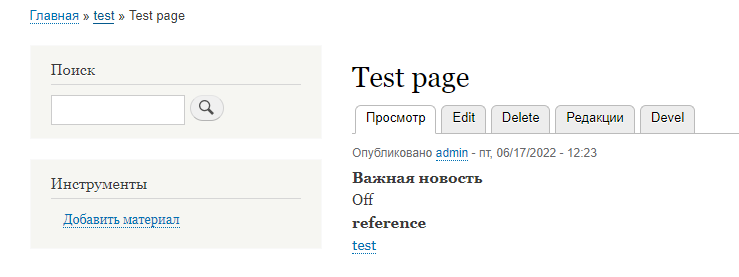 Главная » test » Test page
Поиск
Инструменты
Добавить материал
Test page
Просмотр Edit Delete Редакции Devel
Опубликовано admin - пт, 06/17/2022 - 12:23
Важная новость
Off
reference
test